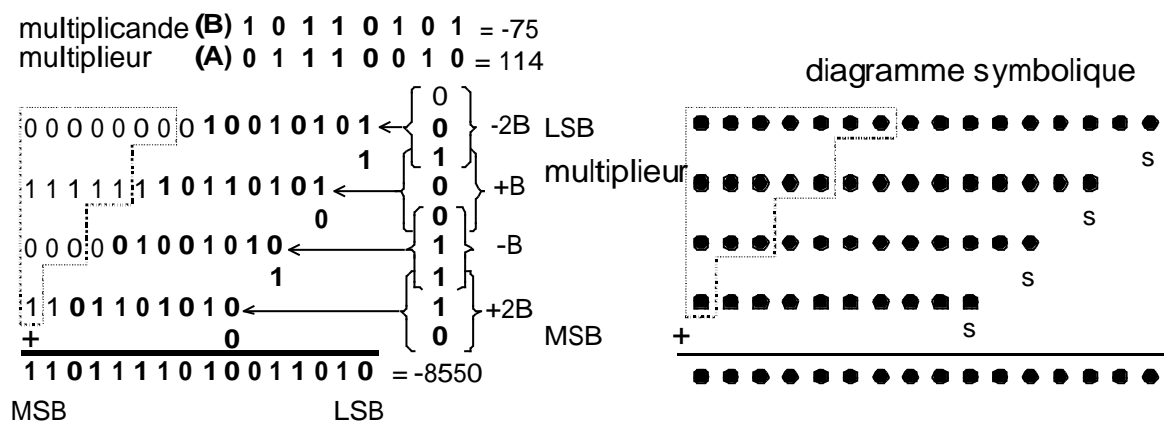 multiplicande (B) 1 0 1 1 0 1 0 1 = -75
multiplieur (A) 0 1 1 1 0 0 1 0 = 114
diagramme symbolique
0 0 0 0 0 0 0 0 1 0 0 1 0 1 0 1 0 -2B LSB
0
1 1 s
multiplieur
1 1 1 1 1 1 1 0 1 1 0 1 0 1 0 +B
0 0 s
0 0 0 0 0 1 0 0 1 0 1 0 1 -B
1 1 s
1 1 0 1 1 0 1 0 1 0 1 +2B
+ 0 0 MSB + s
1 1 0 1 1 1 1 0 1 0 0 1 1 0 1 0 = -8550
MSB LSB